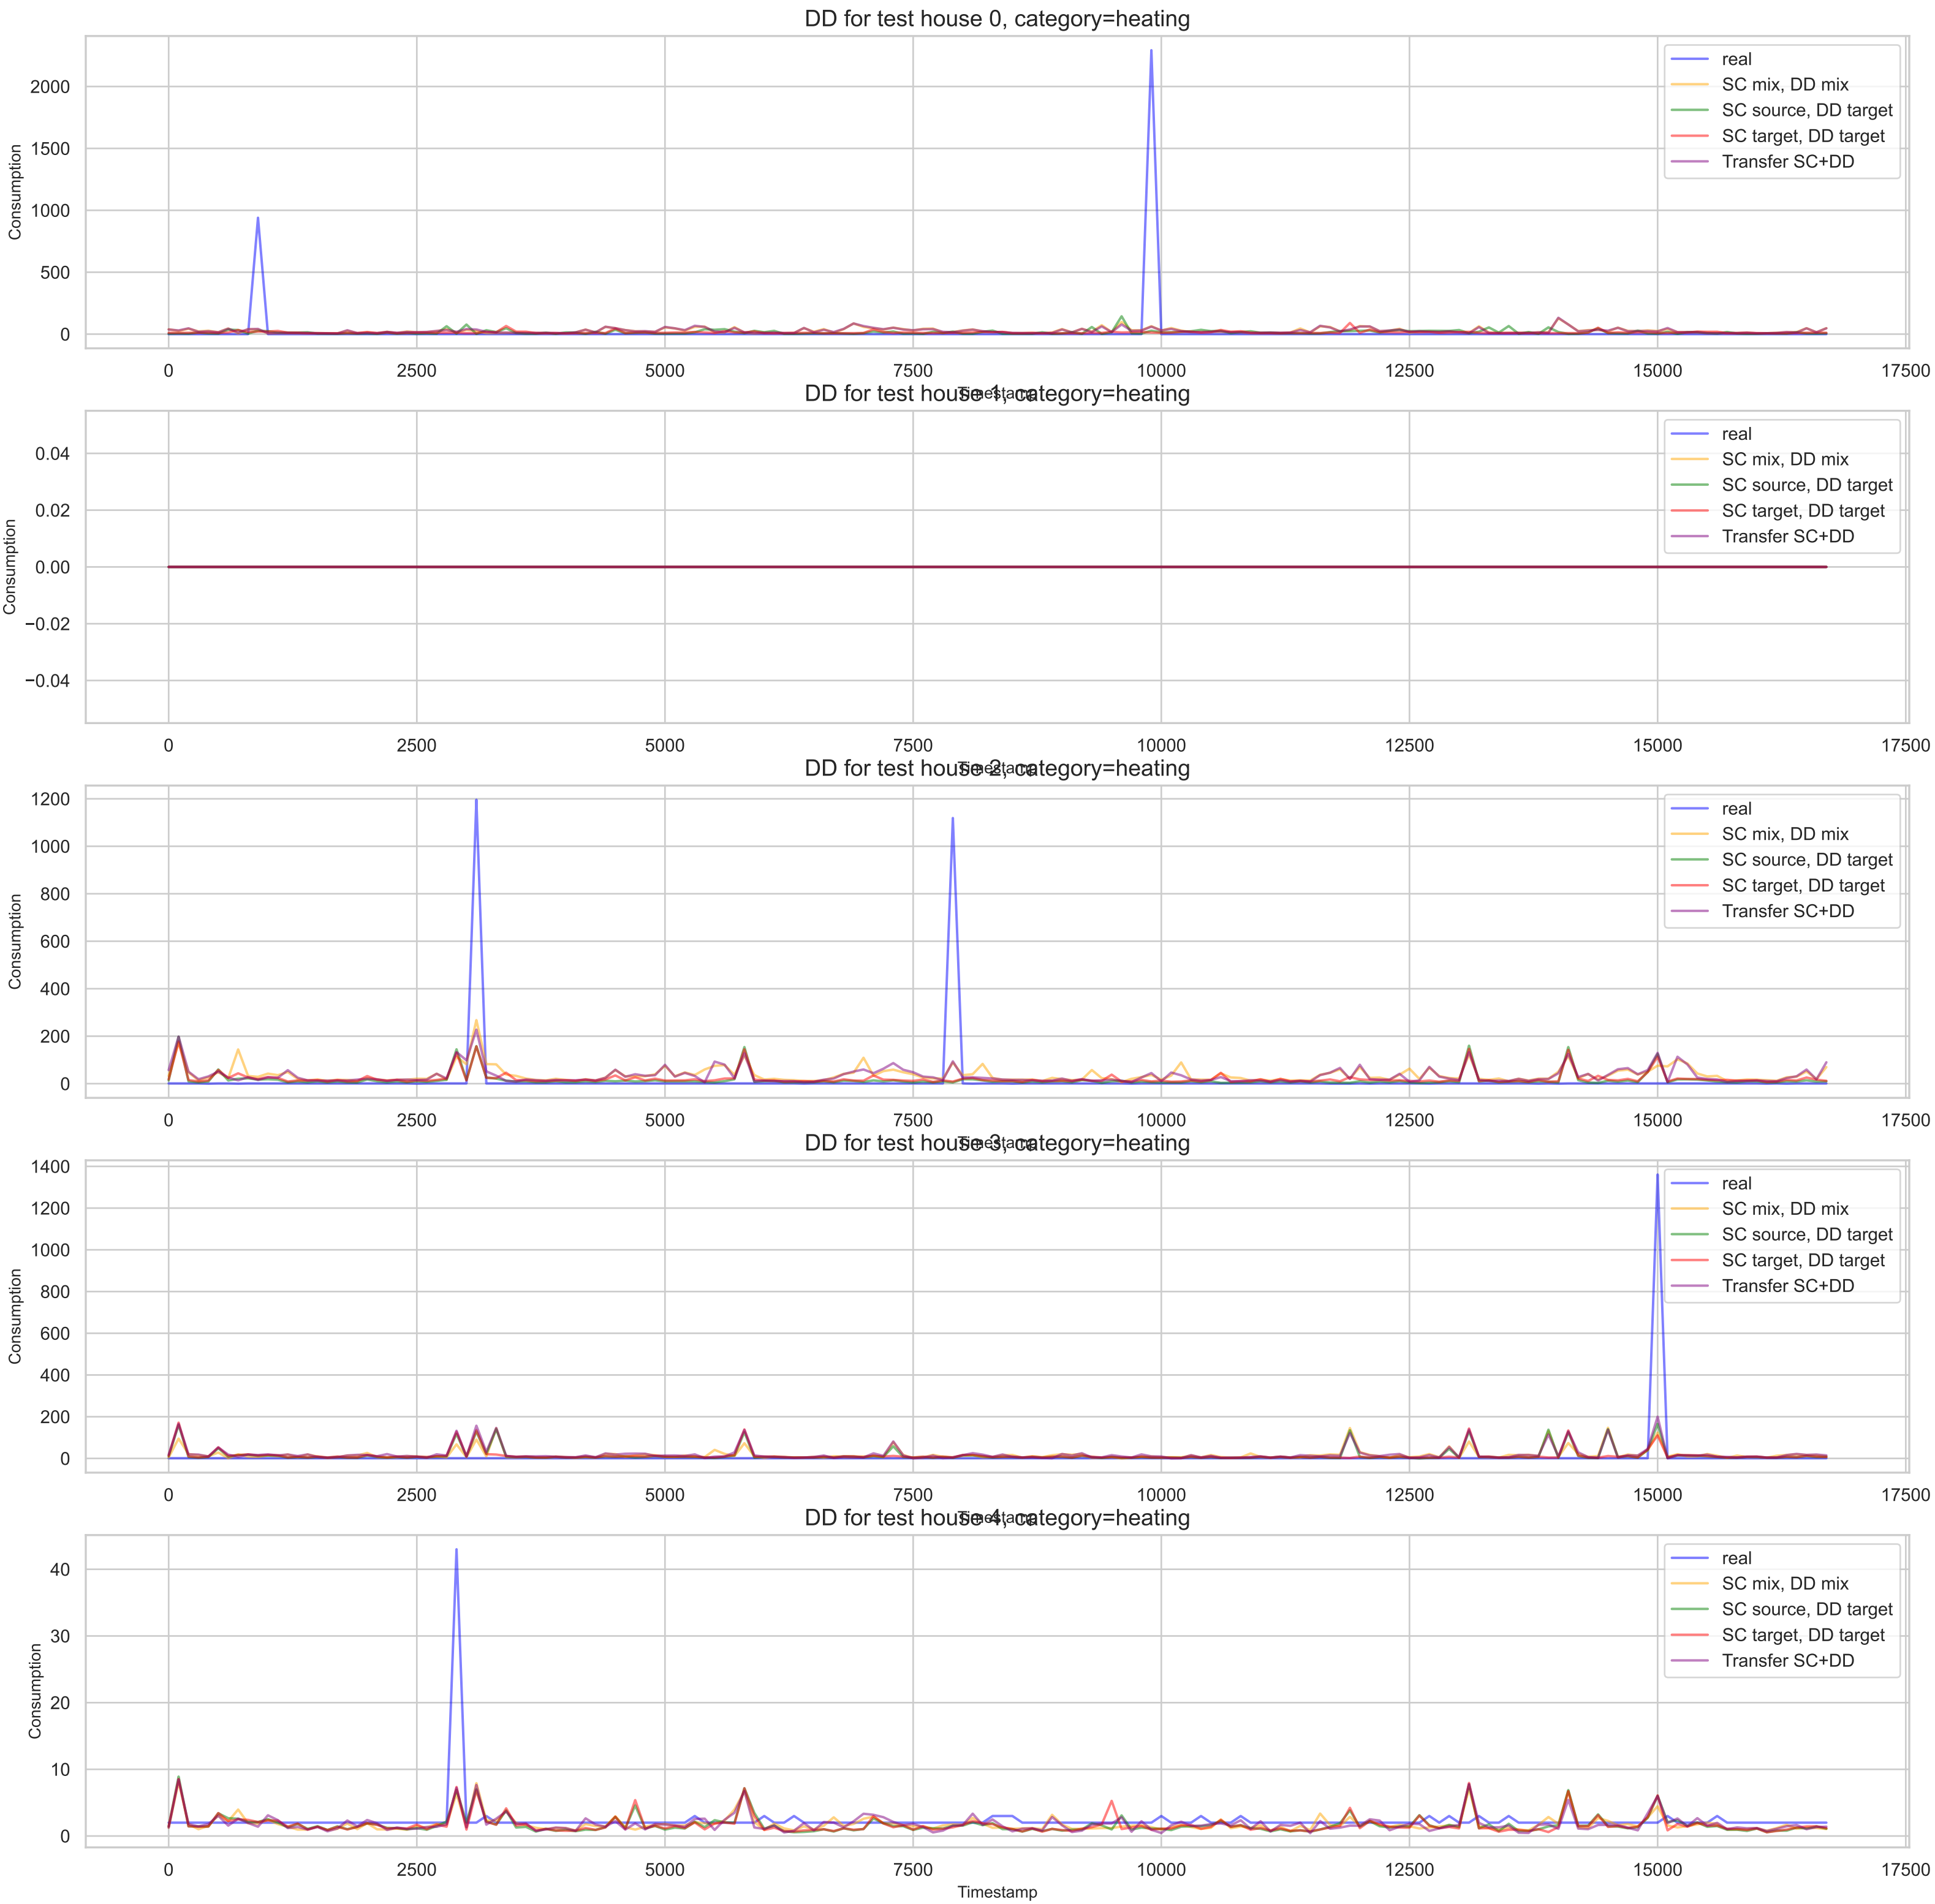 DD for test house 0, category=heating
Consumption
2000
1500
1000
500
0
real
SC mix, DD mix
SC source, DD target
SC target, DD target
Transfer SC+DD
0 2500 5000 7500 10000 12500 15000 17500
Timestamp
DD for test house 1, category=heating
Consumption
0.04
0.02
0.00
−0.02
−0.04
real
SC mix, DD mix
SC source, DD target
SC target, DD target
Transfer SC+DD
0 2500 5000 7500 10000 12500 15000 17500
Timestamp
DD for test house 2, category=heating
Consumption
1200
1000
800
600
400
200
0
real
SC mix, DD mix
SC source, DD target
SC target, DD target
Transfer SC+DD
0 2500 5000 7500 10000 12500 15000 17500
Timestamp
DD for test house 3, category=heating
Consumption
1400
1200
1000
800
600
400
200
0
real
SC mix, DD mix
SC source, DD target
SC target, DD target
Transfer SC+DD
0 2500 5000 7500 10000 12500 15000 17500
Timestamp
DD for test house 4, category=heating
Consumption
40
30
20
10
0
real
SC mix, DD mix
SC source, DD target
SC target, DD target
Transfer SC+DD
0 2500 5000 7500 10000 12500 15000 17500
Timestamp